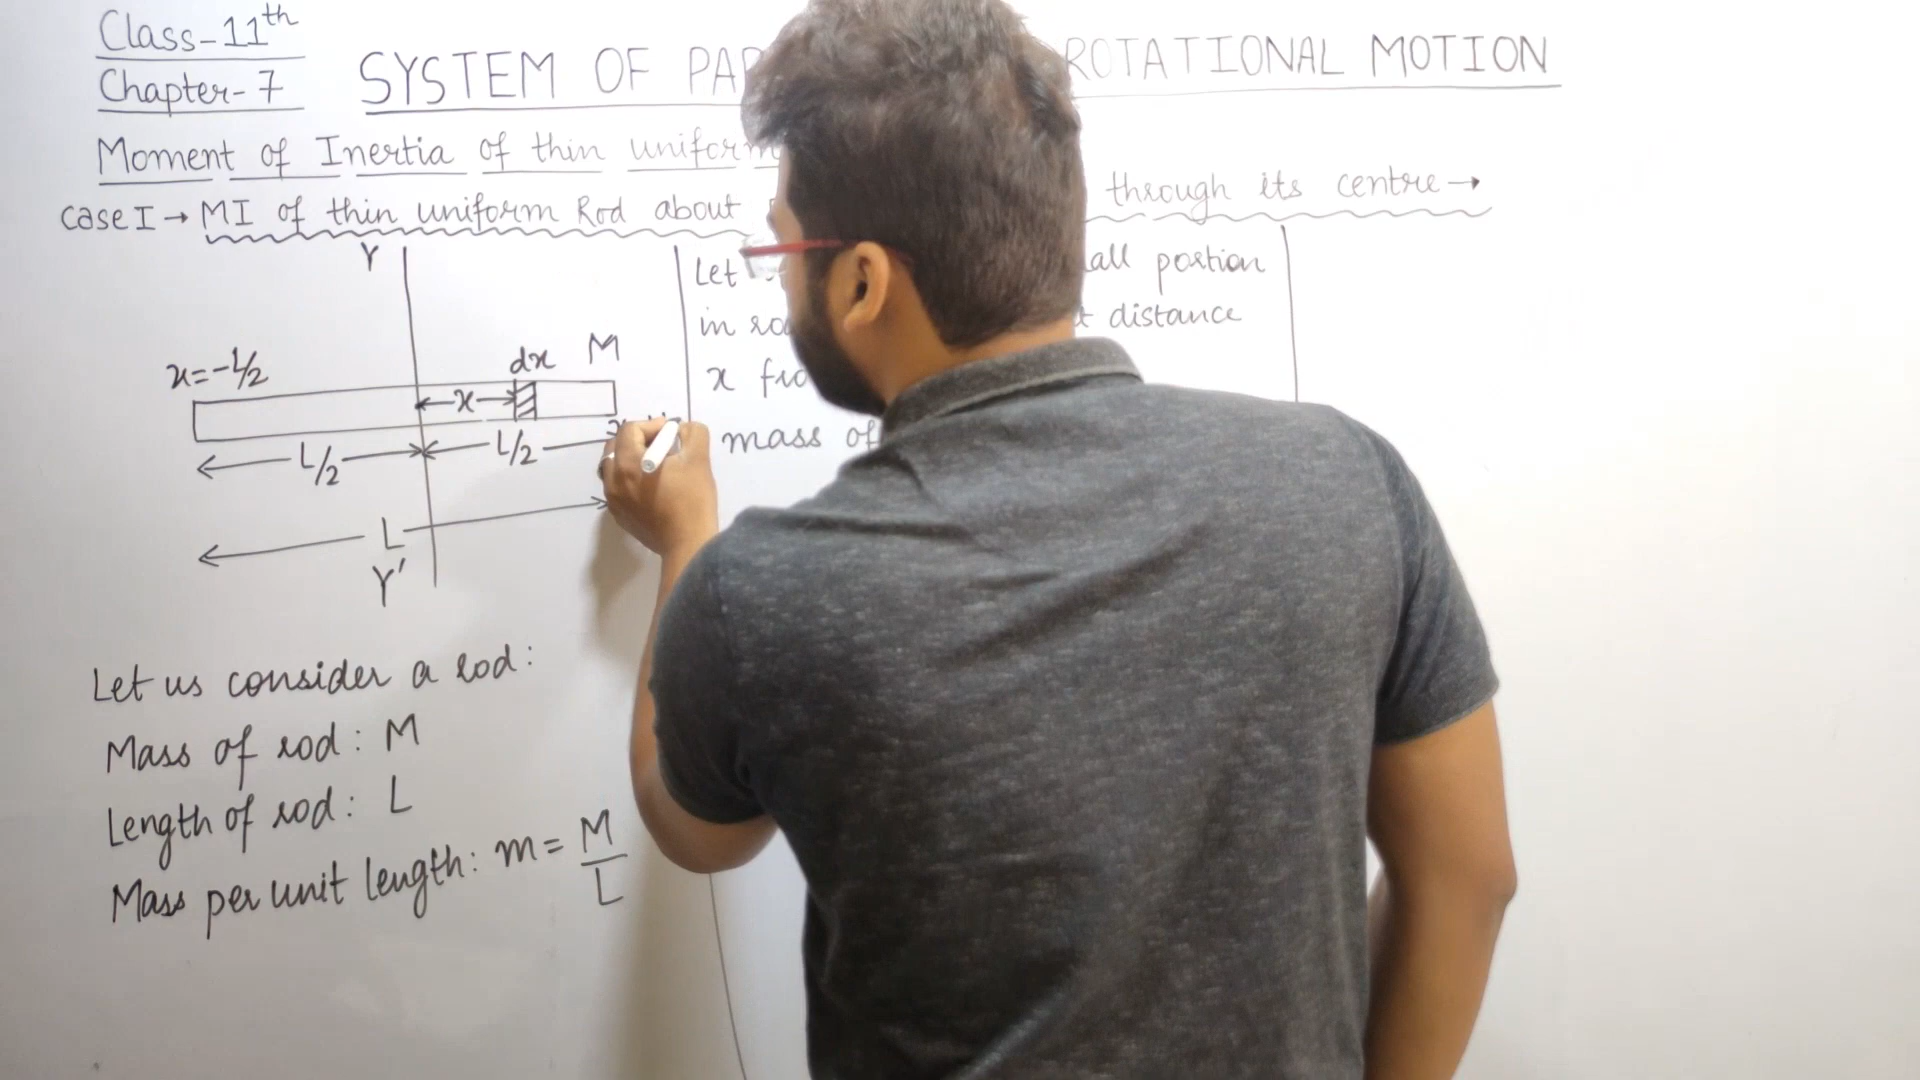 Class-11th
Chapter-7
SYSTEM OF PAR ROTATIONAL MOTION
Moment of Inertia of thin uniform
Case I → MI of thin uniform Rod about through its centre →
Y
x=-L/2
dx M
x
L/2 L/2
L
Y'
Let us consider a rod:
Mass of rod: M
Length of rod: L
Mass per unit length: m = M
L
Let all portion
in ro distance
x fro
mass of